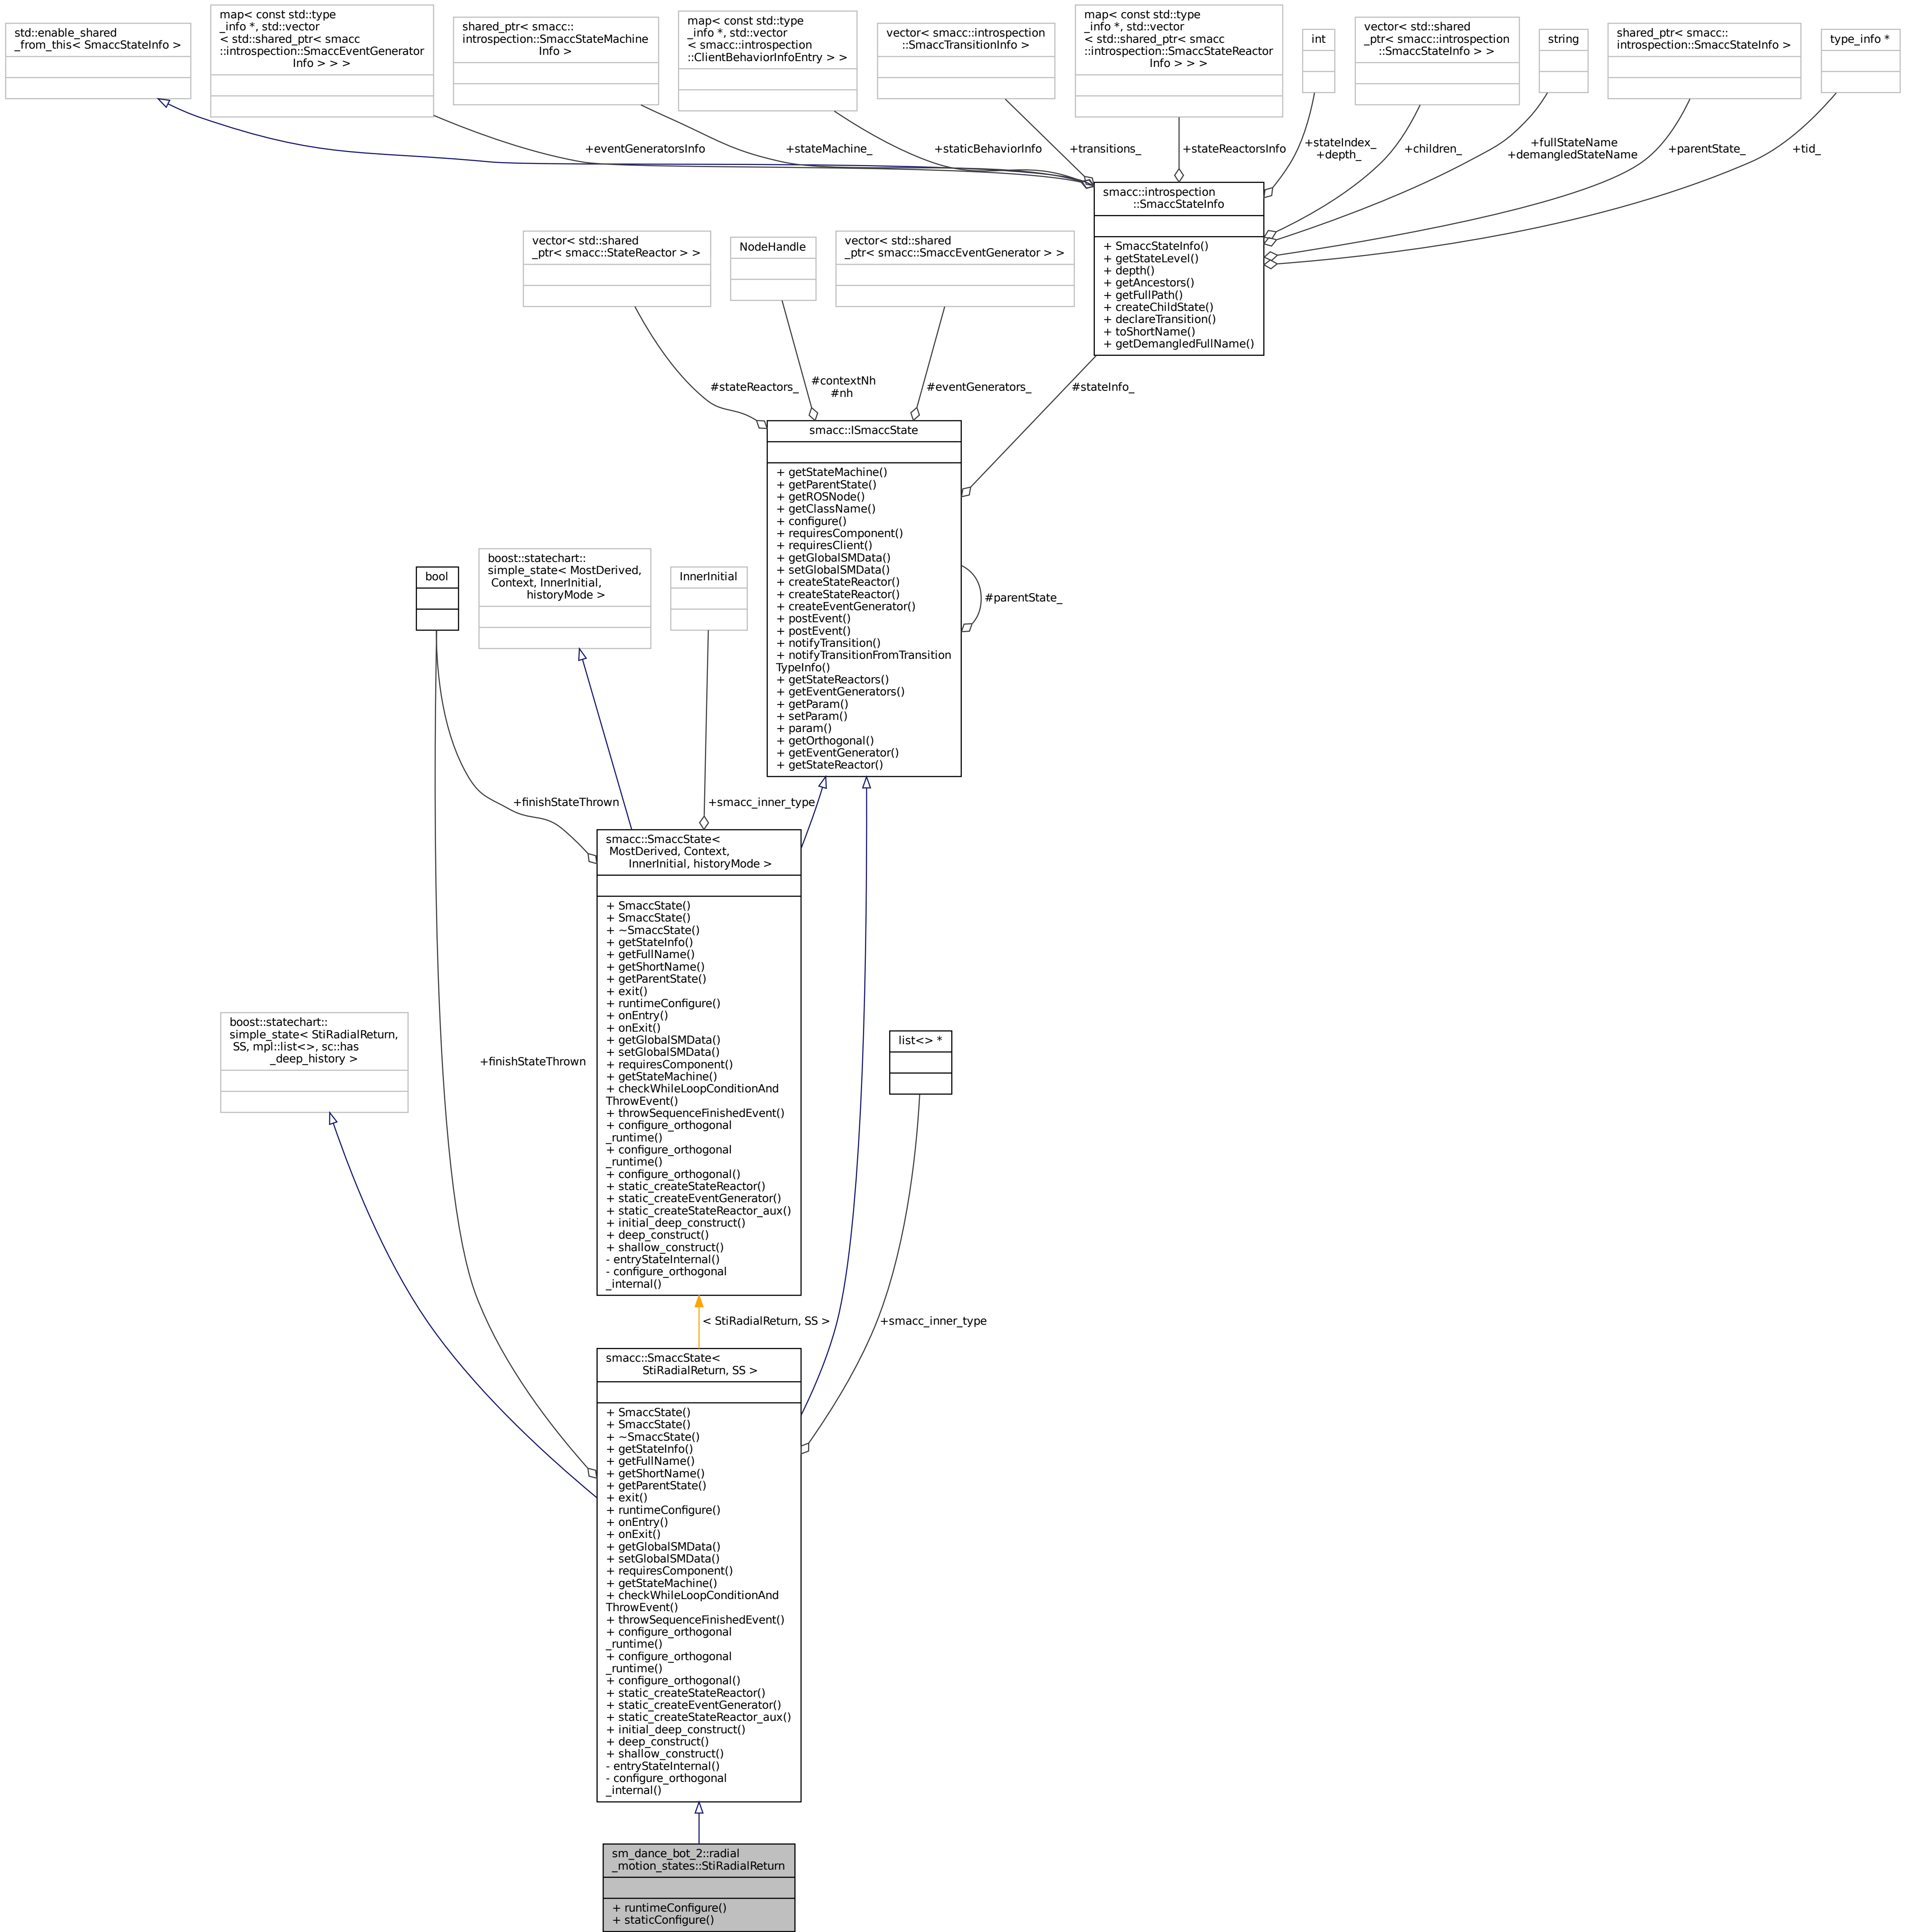 std::enable_shared
_from_this< SmaccStateInfo >
map< const std::type
_info *, std::vector
< std::shared_ptr< smacc
::introspection::SmaccEventGenerator
Info > > >
shared_ptr< smacc::
introspection::SmaccStateMachine
Info >
map< const std::type
_info *, std::vector
< smacc::introspection
::ClientBehaviorInfoEntry > >
vector< smacc::introspection
::SmaccTransitionInfo >
map< const std::type
_info *, std::vector
< std::shared_ptr< smacc
::introspection::SmaccStateReactor
Info > > >
int
vector< std::shared
_ptr< smacc::introspection
::SmaccStateInfo > >
string
shared_ptr< smacc::
introspection::SmaccStateInfo >
type_info *
+eventGeneratorsInfo
+stateMachine_
+staticBehaviorInfo
+transitions_
+stateReactorsInfo
+stateIndex_
+depth_
+children_
+fullStateName
+demangledStateName
+parentState_
+tid_
smacc::introspection
::SmaccStateInfo
+ SmaccStateInfo()
+ getStateLevel()
+ depth()
+ getAncestors()
+ getFullPath()
+ createChildState()
+ declareTransition()
+ toShortName()
+ getDemangledFullName()
vector< std::shared
_ptr< smacc::StateReactor > >
NodeHandle
vector< std::shared
_ptr< smacc::SmaccEventGenerator > >
#stateReactors_
#contextNh
#nh
#eventGenerators_
#stateInfo_
smacc::ISmaccState
+ getStateMachine()
+ getParentState()
+ getROSNode()
+ getClassName()
+ configure()
+ requiresComponent()
+ requiresClient()
+ getGlobalSMData()
+ setGlobalSMData()
+ createStateReactor()
+ createStateReactor()
+ createEventGenerator()
+ postEvent()
+ postEvent()
+ notifyTransition()
+ notifyTransitionFromTransition
TypeInfo()
+ getStateReactors()
+ getEventGenerators()
+ getParam()
+ setParam()
+ param()
+ getOrthogonal()
+ getEventGenerator()
+ getStateReactor()
#parentState_
bool
boost::statechart::
simple_state< MostDerived,
Context, InnerInitial,
historyMode >
InnerInitial
+finishStateThrown
+smacc_inner_type
smacc::SmaccState<
MostDerived, Context,
InnerInitial, historyMode >
+ SmaccState()
+ SmaccState()
+ ~SmaccState()
+ getStateInfo()
+ getFullName()
+ getShortName()
+ getParentState()
+ exit()
+ runtimeConfigure()
+ onEntry()
+ onExit()
+ getGlobalSMData()
+ setGlobalSMData()
+ requiresComponent()
+ getStateMachine()
+ checkWhileLoopConditionAnd
ThrowEvent()
+ throwSequenceFinishedEvent()
+ configure_orthogonal
_runtime()
+ configure_orthogonal
_runtime()
+ configure_orthogonal()
+ static_createStateReactor()
+ static_createEventGenerator()
+ static_createStateReactor_aux()
+ initial_deep_construct()
+ deep_construct()
+ shallow_construct()
- entryStateInternal()
- configure_orthogonal
_internal()
boost::statechart::
simple_state< StiRadialReturn,
SS, mpl::list<>, sc::has
_deep_history >
+finishStateThrown
list<> *
< StiRadialReturn, SS >
+smacc_inner_type
smacc::SmaccState<
StiRadialReturn, SS >
+ SmaccState()
+ SmaccState()
+ ~SmaccState()
+ getStateInfo()
+ getFullName()
+ getShortName()
+ getParentState()
+ exit()
+ runtimeConfigure()
+ onEntry()
+ onExit()
+ getGlobalSMData()
+ setGlobalSMData()
+ requiresComponent()
+ getStateMachine()
+ checkWhileLoopConditionAnd
ThrowEvent()
+ throwSequenceFinishedEvent()
+ configure_orthogonal
_runtime()
+ configure_orthogonal
_runtime()
+ configure_orthogonal()
+ static_createStateReactor()
+ static_createEventGenerator()
+ static_createStateReactor_aux()
+ initial_deep_construct()
+ deep_construct()
+ shallow_construct()
- entryStateInternal()
- configure_orthogonal
_internal()
sm_dance_bot_2::radial
_motion_states::StiRadialReturn
+ runtimeConfigure()
+ staticConfigure()